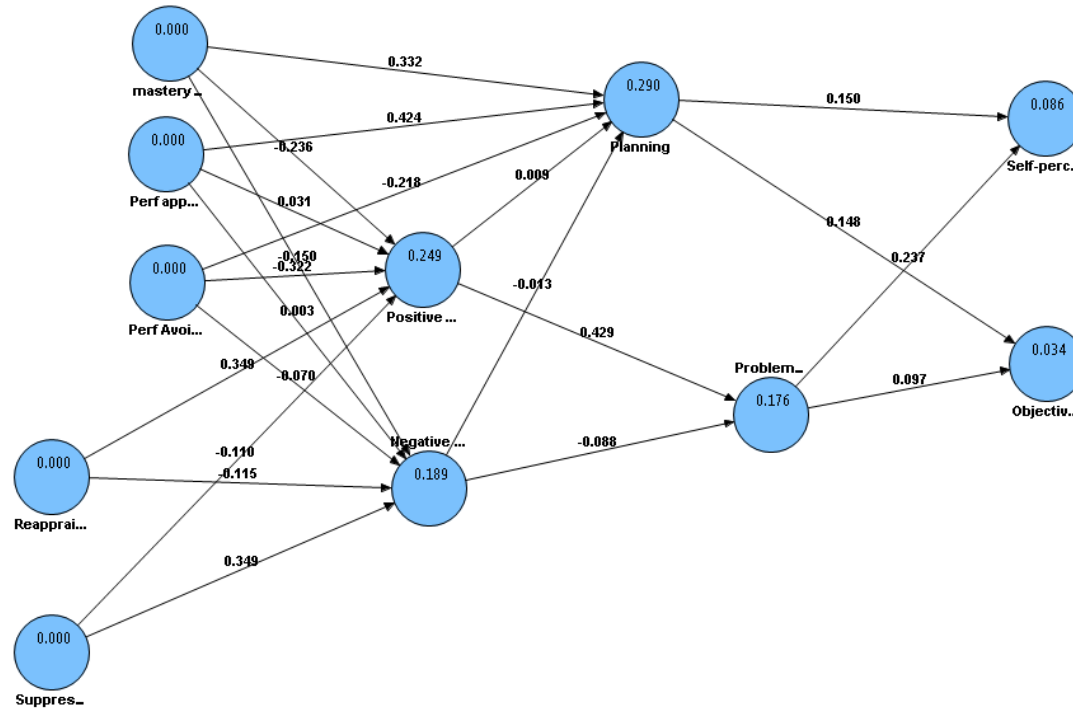 0.000
mastery ...
0.332
0.290
Planning
0.150
0.086
Self-perc...
0.000
Perf app...
0.424
-0.236
-0.218
0.009
0.031
0.148
0.000
Perf Avoi...
-0.150
-0.322
0.249
Positive ...
-0.013
0.237
0.003
0.429
0.349
-0.070
Problem...
0.176
0.097
0.034
Objectiv...
-0.110
-0.115
Negative ...
0.189
-0.088
0.000
Reapprai...
0.349
0.000
Suppres...